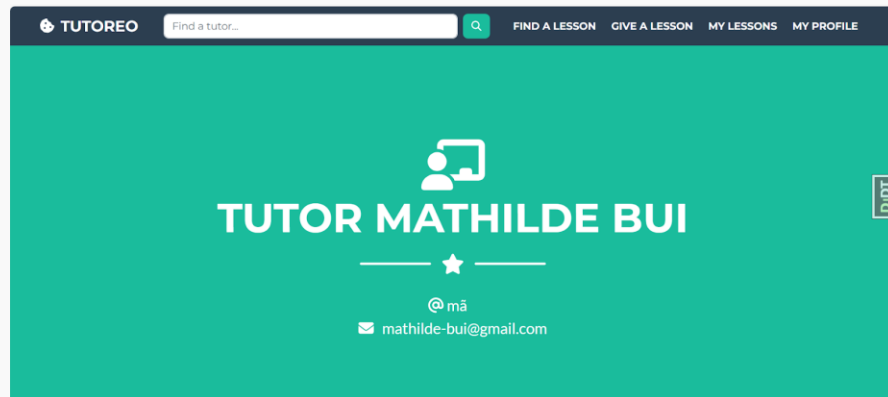 TUTOREO
Find a tutor...
FIND A LESSON GIVE A LESSON MY LESSONS MY PROFILE
TUTOR MATHILDE BUI
@ mã
mathilde-bui@gmail.com
DjDT